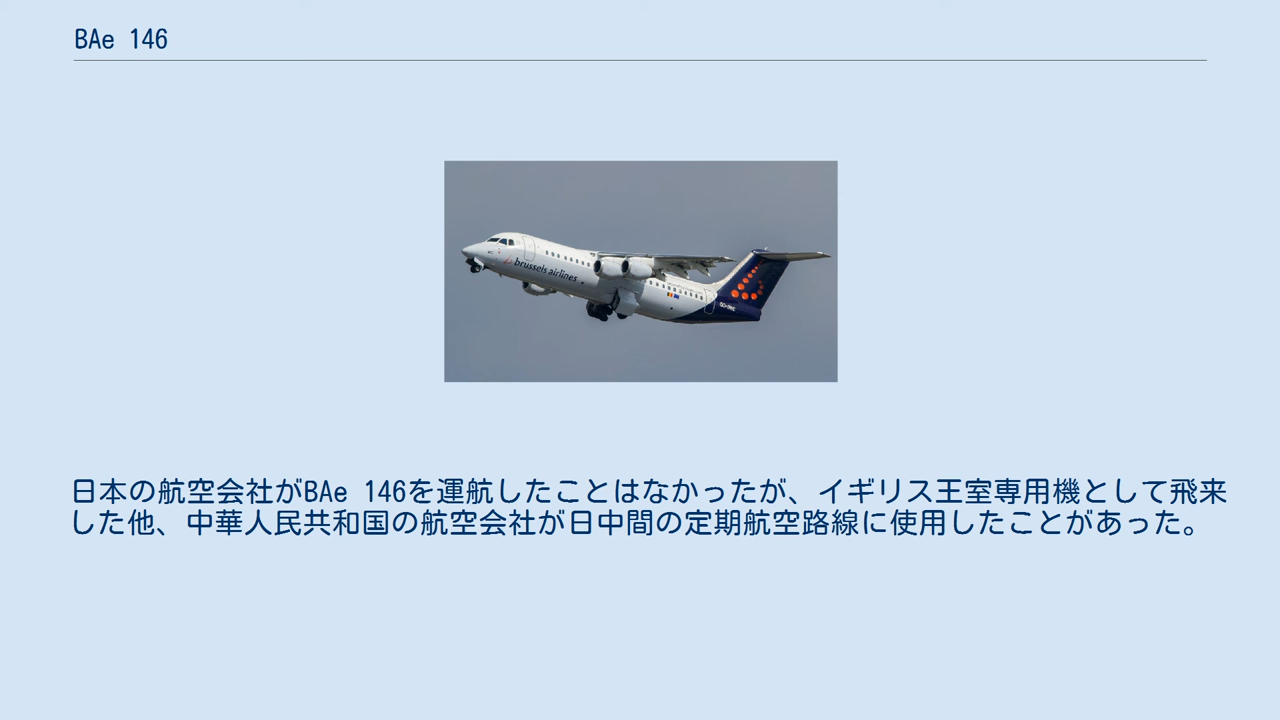 BAe 146
brussels airlines
日本の航空会社がBAe 146を運航したことはなかったが、イギリス王室専用機として飛来
した他、中華人民共和国の航空会社が日中間の定期航空路線に使用したことがあった。